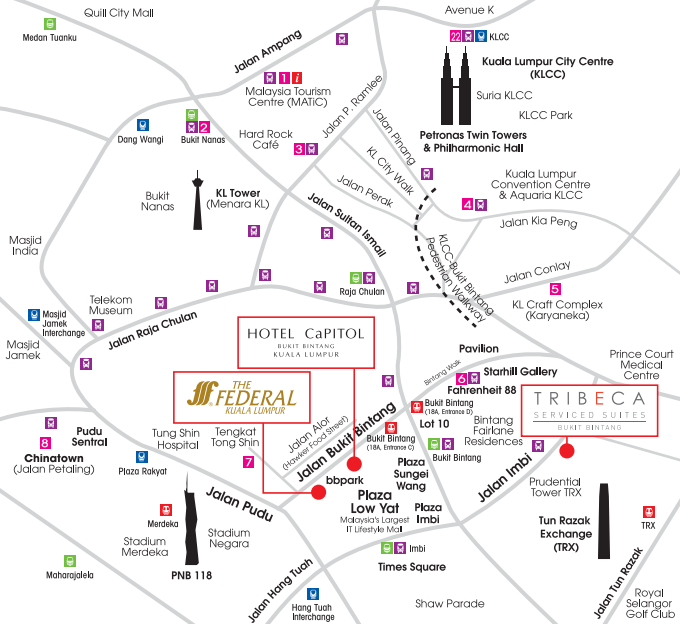 Quill City Mall
Avenue K
Medan Tuanku
22
KLCC
Jalan Ampang
Kuala Lumpur City Centre
(KLCC)
1
i
Malaysia Tourism
Centre (MATiC)
Suria KLCC
Jalan P. Ramlee
KLCC Park
Jalan Pinang
2
Dang Wangi
Bukit Nanas
Hard Rock
Café
3
Petronas Twin Towers
& Philharmonic Hall
KL City Walk
Kuala Lumpur
Convention Centre
& Aquaria KLCC
4
Jalan Perak
Bukit
Nanas
KL Tower
(Menara KL)
Jalan Sultan Ismail
Jalan Kia Peng
Masjid
India
KLCC-Bukit Bintang
Pedestrian Walkway
Jalan Conlay
Raja Chulan
5
KL Craft Complex
(Karyaneka)
Telekom
Museum
Masjid
Jamek
Interchange
Jalan Raja Chulan
Masjid
Jamek
HOTEL CaPITOL
BUKIT BINTANG
KUALA LUMPUR
Pavilion
Prince Court
Medical
Centre
Bintang Walk
6
Starhill Gallery
Fahrenheit 88
THE
FEDERAL
KUALA LUMPUR
TRIBECA
SERVICED SUITES
BUKIT BINTANG
Bukit Bintang
(18A, Entrance D)
Lot 10
Bintang
Fairlane
Residences
Jalan Alor
(Hawker Food Street)
Jalan Bukit Bintang
Bukit Bintang
(18A, Entrance C)
Bukit Bintang
8
Pudu
Sentral
Chinatown
(Jalan Petaling)
Tung Shin
Hospital
Tengkat
Tong Shin
7
Plaza Rakyat
Plaza
Sungei
Wang
Jalan Imbi
bbpark
Prudential
Tower TRX
Jalan Pudu
Plaza
Low Yat
Malaysia's Largest
IT Lifestyle Mall
Plaza
Imbi
Merdeka
Tun Razak
Exchange
(TRX)
TRX
Stadium
Merdeka
Stadium
Negara
Imbi
Times Square
Maharajalela
PNB 118
Jalan Hang Tuah
Jalan Tun Razak
Hang Tuah
Interchange
Shaw Parade
Royal
Selangor
Golf Club